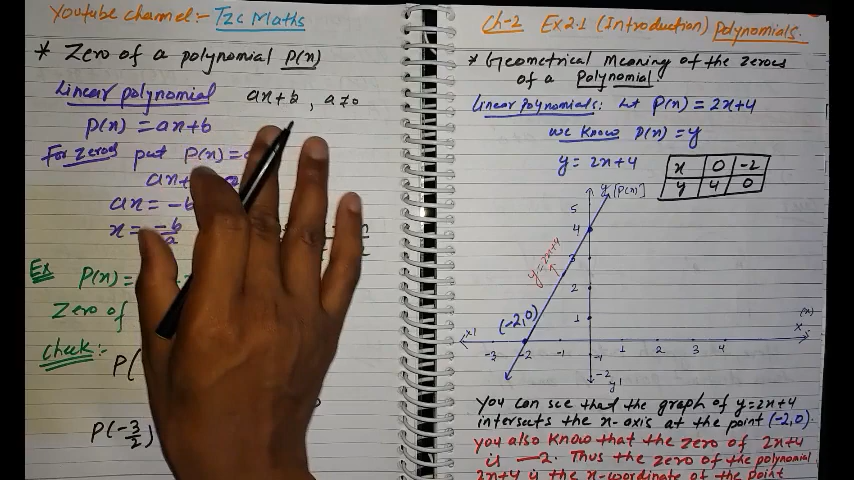 Youtube channel:- Tzc Maths
* Zero of a polynomial P(x)
Linear polynomial ax+b, a≠0
P(x) = ax+b
For zeros put P(x)=
ax+
ax = -b
x = -b/a
Ex P(x) =
Zero of
Check:
P(
P(-3/2)
Ch-2 Ex 2.1 (Introduction) Polynomials.
* Geometrical Meaning of the zeroes
of a Polynomial
Linear polynomials: Let P(x) = 2x+4
we know P(x) = y
y = 2x+4
x 0 -2
y 4 0
y [P(x)]
5
4
3
2
1
y=2x+4
(-2,0)
(x)
x' x
-3 -2 -1 1 2 3 4
-1
-2
y'
You can see that the graph of y=2x+4
intersects the x-axis at the point (-2,0).
You also know that the zero of 2x+4
is -2. Thus the zero of the polynomial
2x+4 is the x-coordinate of the point